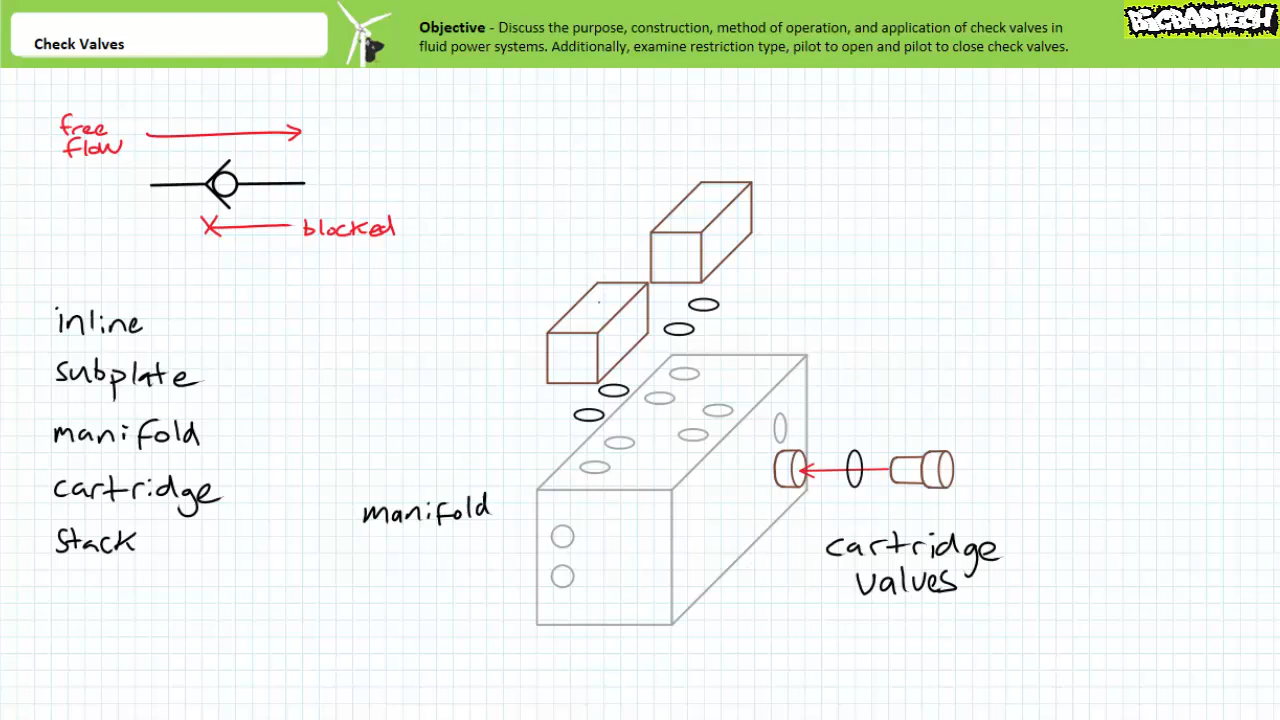 Check Valves
Objective - Discuss the purpose, construction, method of operation, and application of check valves in
fluid power systems. Additionally, examine restriction type, pilot to open and pilot to close check valves.
BIGBADTECH
free
flow
blocked
inline
subplate
manifold
cartridge
stack
manifold
cartridge
valves